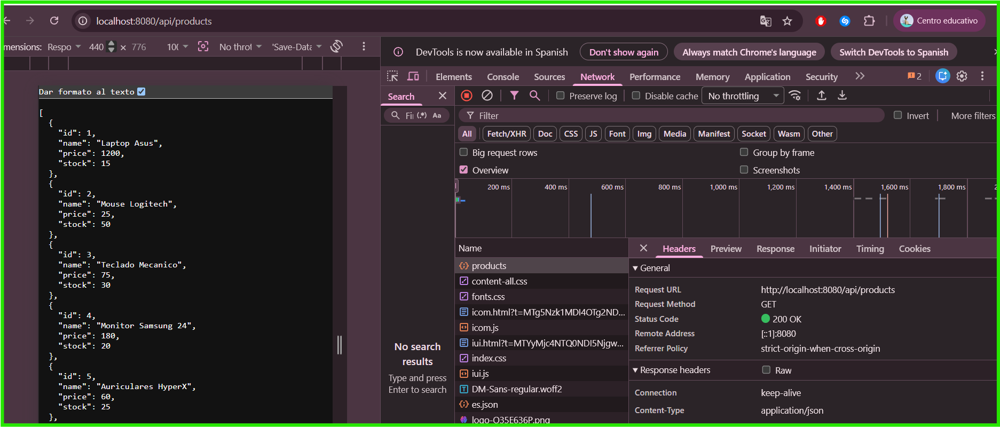 localhost:8080/api/products
Centro educativo
mensions: Respo 440 × 776 100 No throt 'Save-Data
DevTools is now available in Spanish
Don't show again
Always match Chrome's language
Switch DevTools to Spanish
Elements Console Sources Network Performance Memory Application Security 2
Search
Preserve log
Disable cache
No throttling
Fi (.*) Aa
Filter
Invert
More filters
All Fetch/XHR Doc CSS JS Font Img Media Manifest Socket Wasm Other
Big request rows
Group by frame
Overview
Screenshots
200 ms 400 ms 600 ms 800 ms 1,000 ms 1,200 ms 1,400 ms 1,600 ms 1,800 ms 2
Dar formato al texto
[
{
"id": 1,
"name": "Laptop Asus",
"price": 1200,
"stock": 15
},
{
"id": 2,
"name": "Mouse Logitech",
"price": 25,
"stock": 50
},
{
"id": 3,
"name": "Teclado Mecanico",
"price": 75,
"stock": 30
},
{
"id": 4,
"name": "Monitor Samsung 24",
"price": 180,
"stock": 20
},
{
"id": 5,
"name": "Auriculares HyperX",
"price": 60,
"stock": 25
},
No search
results
Type and press
Enter to search
Name
products
content-all.css
fonts.css
icom.html?t=MTg5Nzk1MDI4OTg2ND...
icom.js
iui.html?t=MTYyMjc4NTQ0NDI5Njgw...
index.css
iui.js
DM-Sans-regular.woff2
es.json
logo-O35E636P.png
Headers Preview Response Initiator Timing Cookies
General
Request URL http://localhost:8080/api/products
Request Method GET
Status Code 200 OK
Remote Address [::1]:8080
Referrer Policy strict-origin-when-cross-origin
Response headers Raw
Connection keep-alive
Content-Type application/json